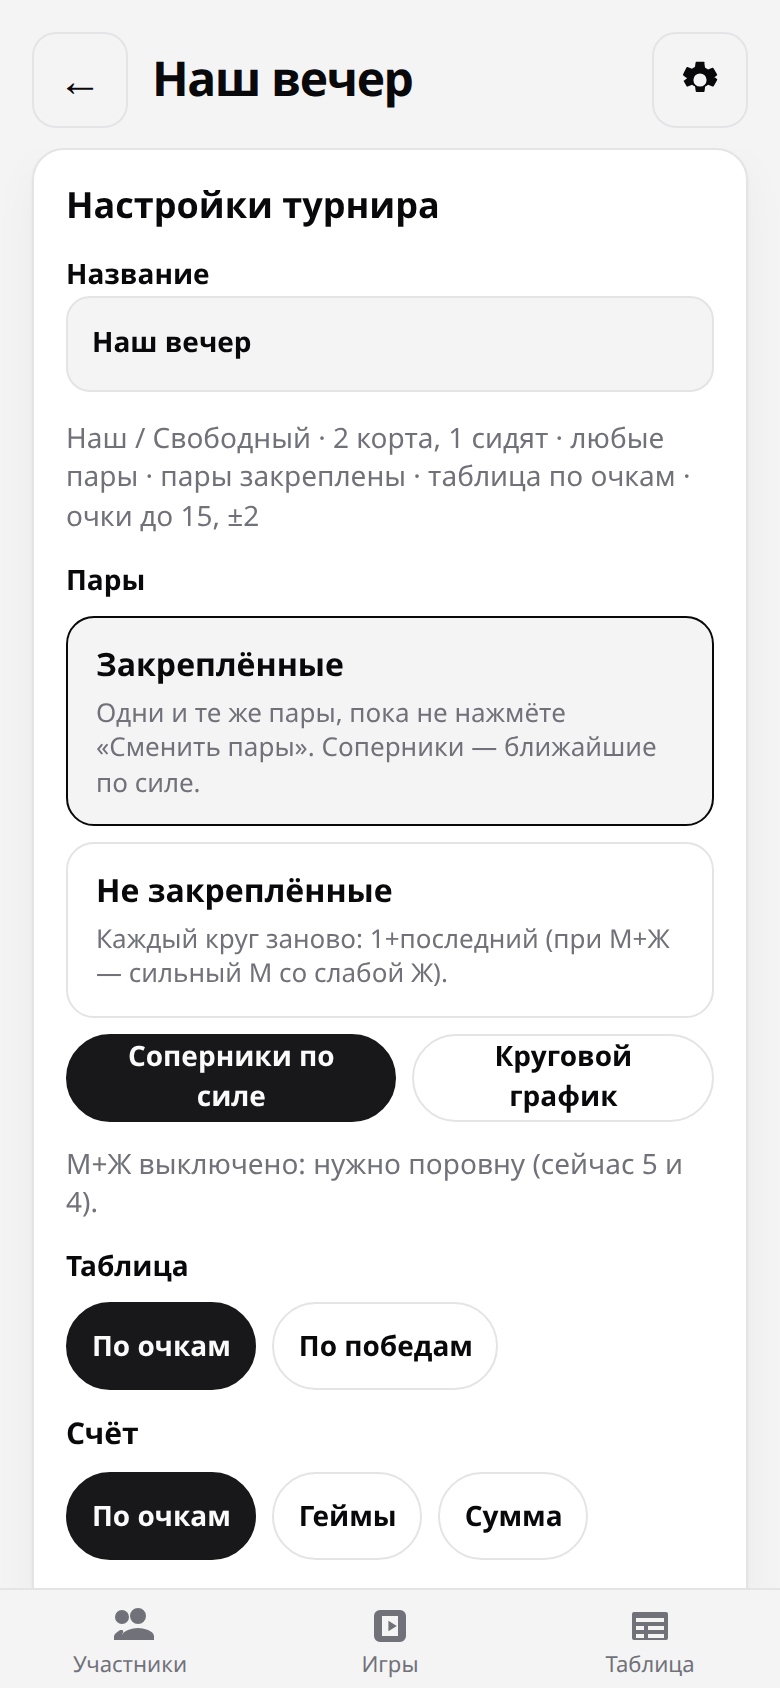 ← Наш вечер
Настройки турнира
Название
Наш вечер
Наш / Свободный · 2 корта, 1 сидят · любые
пары · пары закреплены · таблица по очкам ·
очки до 15, ±2
Пары
Закреплённые
Одни и те же пары, пока не нажмёте
«Сменить пары». Соперники — ближайшие
по силе.
Не закреплённые
Каждый круг заново: 1+последний (при М+Ж
— сильный М со слабой Ж).
Соперники по
силе
Круговой
график
М+Ж выключено: нужно поровну (сейчас 5 и
4).
Таблица
По очкам
По победам
Счёт
По очкам
Геймы
Сумма
Участники
Игры
Таблица